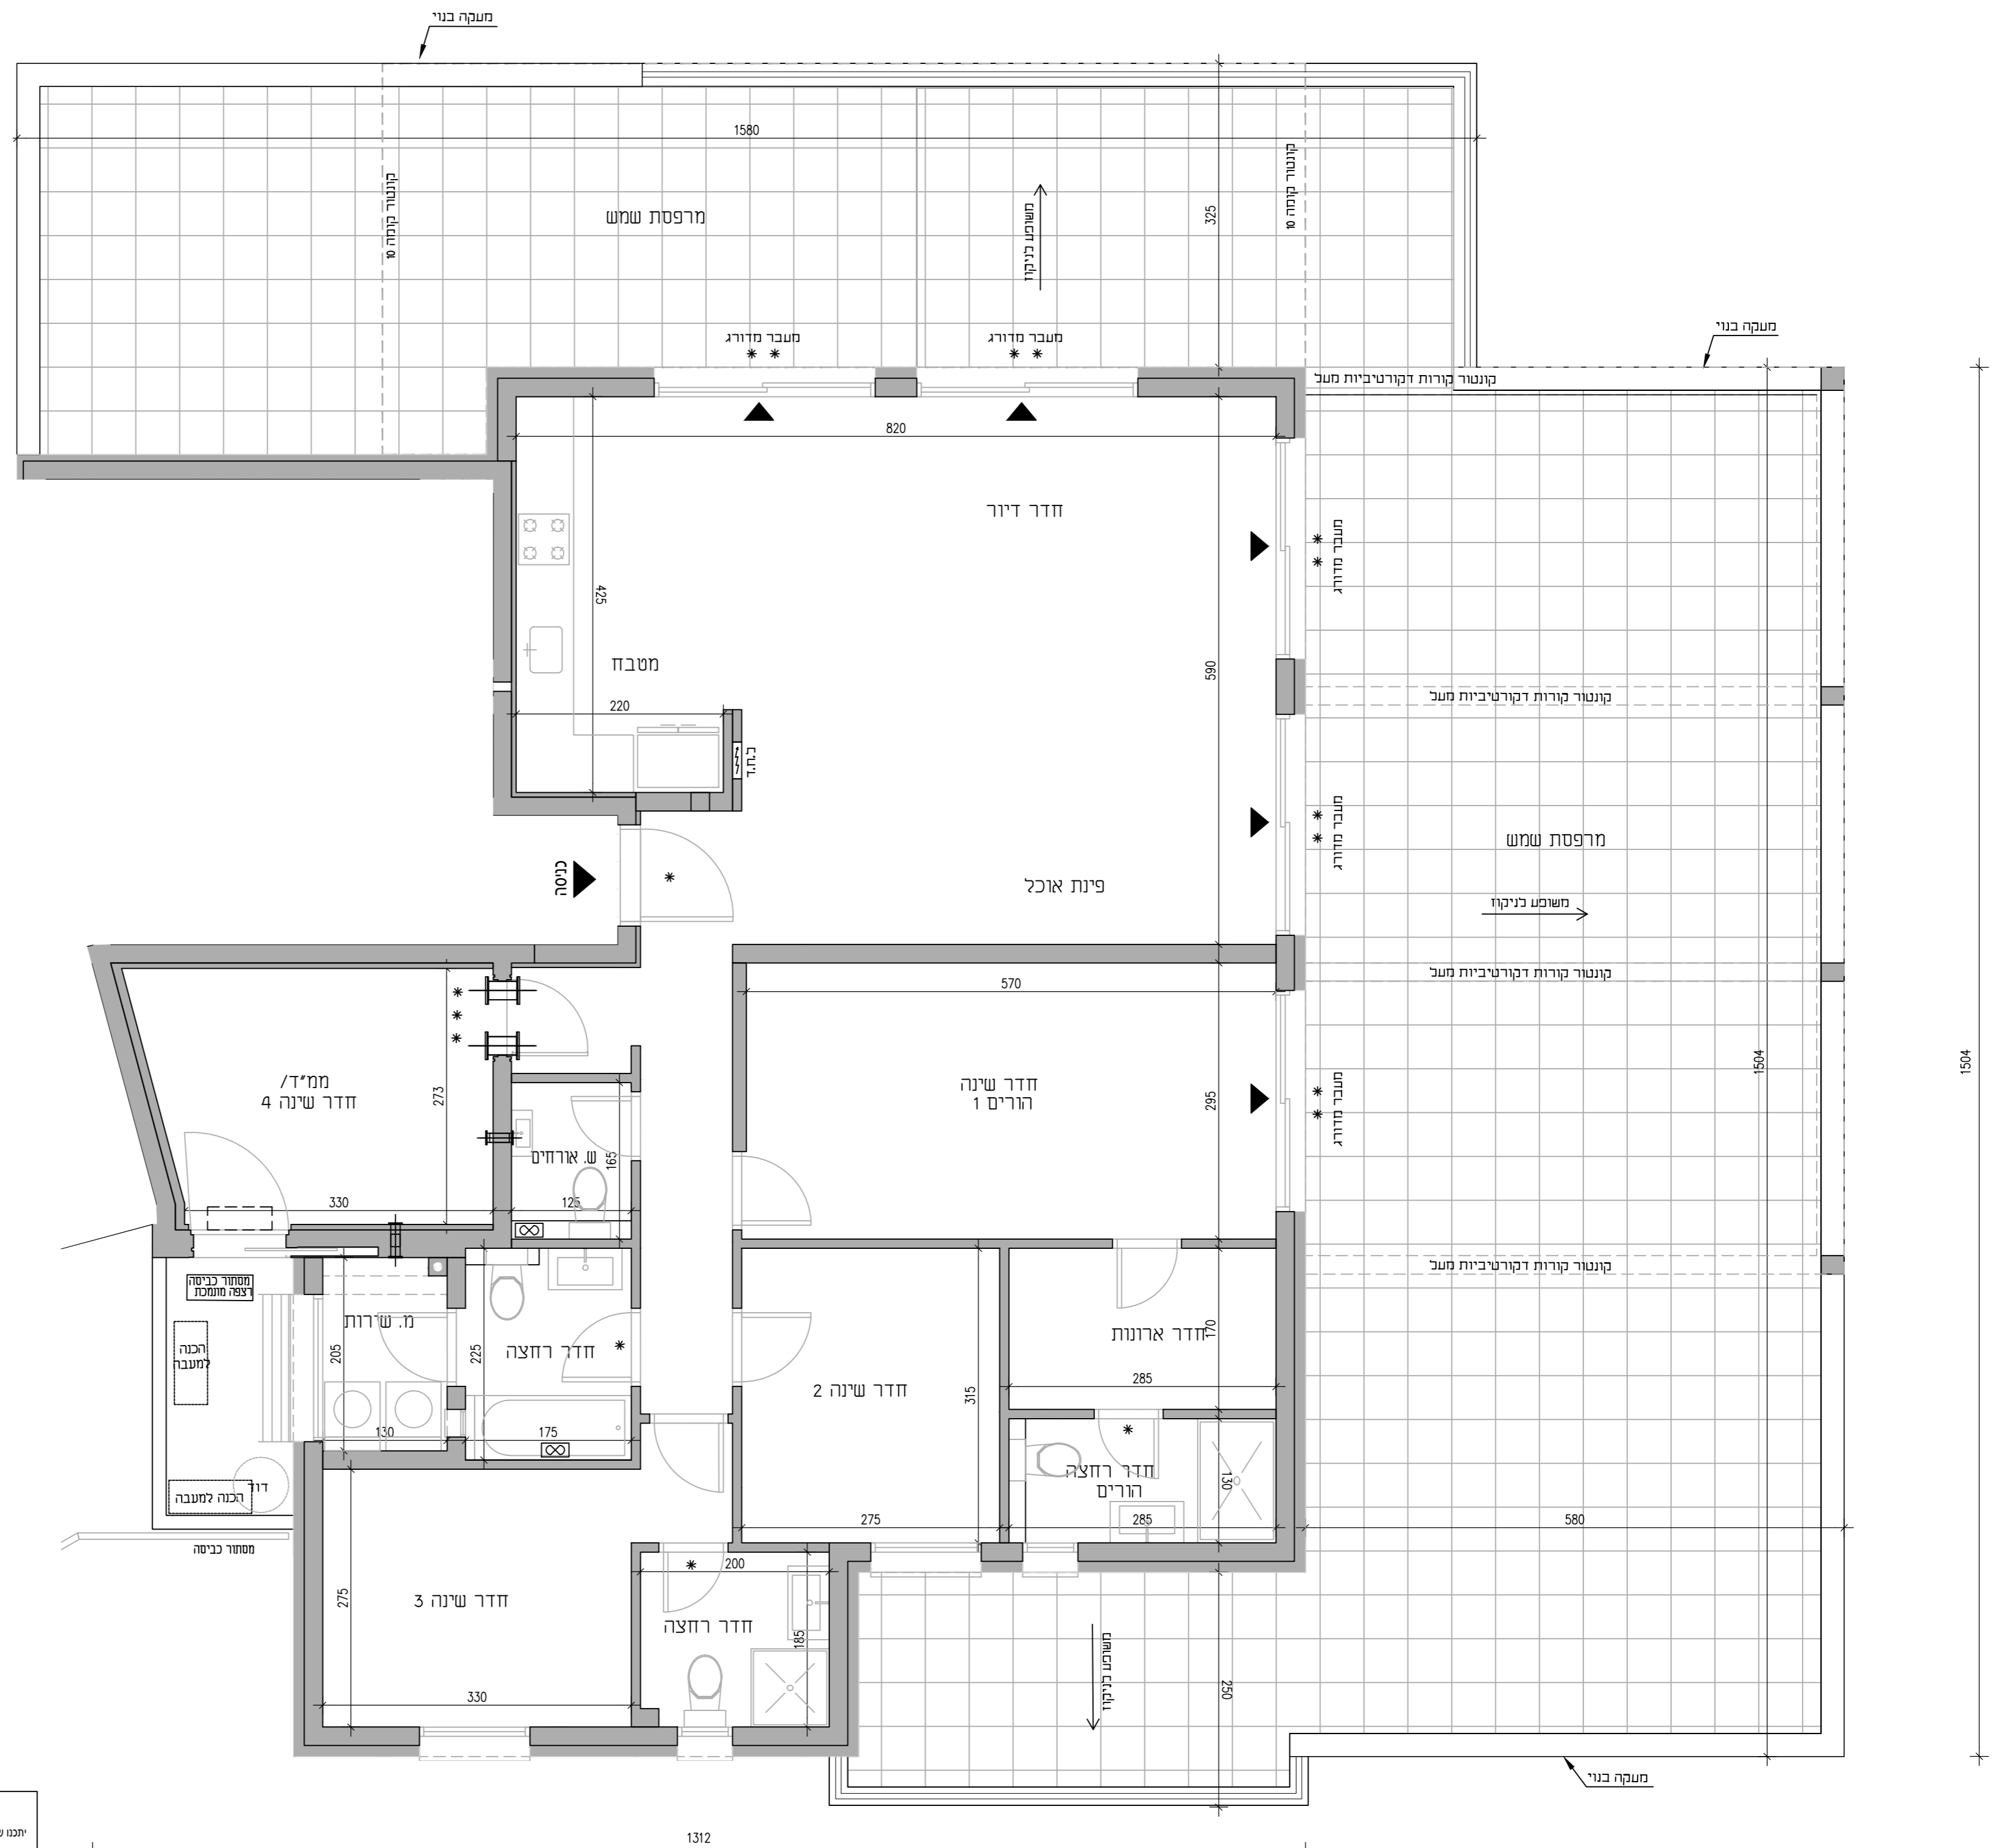 מעקה בנוי
1580
קונטור קומה 10
מרפסת שמש
משופע לניקוז
325
קונטור קומה 10
מעבר מדורג
* *
מעבר מדורג
* *
מעקה בנוי
קונטור קורות דקורטיביות מעל
820
חדר דיור
מעבר מדורג
* *
425
590
מטבח
220
ר.ח.ד
קונטור קורות דקורטיביות מעל
מעבר מדורג
* *
מרפסת שמש
כניסה
*
פינת אוכל
משופע לניקוז
קונטור קורות דקורטיביות מעל
570
* * *
273
ממ"ד/
חדר שינה 4
חדר שינה
הורים 1
295
מעבר מדורג
* *
1504
1504
ש. אורחים
165
330
125
קונטור קורות דקורטיביות מעל
מסתור כביסה
רצפה מונמכת
מ. שירות
205
הכנה
למעבה
225
חדר רחצה
*
חדר ארונות
170
285
חדר שינה 2
315
130
175
*
חדר רחצה
הורים
130
דוד
הכנה למעבה
275
285
580
מסתור כביסה
*
200
חדר שינה 3
275
חדר רחצה
185
משופע לניקוז
250
330
מעקה בנוי
יתכנו ש
1312